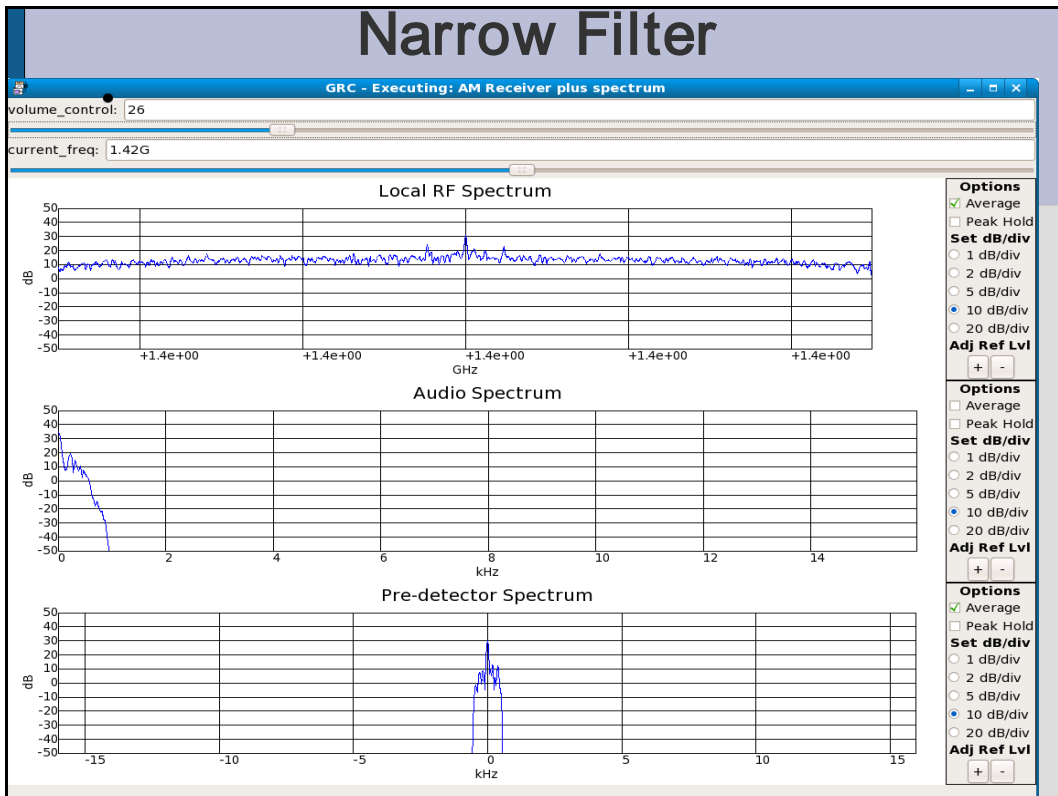 Narrow Filter
GRC - Executing: AM Receiver plus spectrum
volume_control: 26
current_freq: 1.42G
Local RF Spectrum
50
40
30
20
10
0
-10
-20
-30
-40
-50
dB
+1.4e+00 +1.4e+00 +1.4e+00 +1.4e+00 +1.4e+00
GHz
Options
Average
Peak Hold
Set dB/div
1 dB/div
2 dB/div
5 dB/div
10 dB/div
20 dB/div
Adj Ref Lvl
+ -
Audio Spectrum
50
40
30
20
10
0
-10
-20
-30
-40
-50
dB
0 2 4 6 8 10 12 14
kHz
Options
Average
Peak Hold
Set dB/div
1 dB/div
2 dB/div
5 dB/div
10 dB/div
20 dB/div
Adj Ref Lvl
+ -
Pre-detector Spectrum
50
40
30
20
10
0
-10
-20
-30
-40
-50
dB
-15 -10 -5 0 5 10 15
kHz
Options
Average
Peak Hold
Set dB/div
1 dB/div
2 dB/div
5 dB/div
10 dB/div
20 dB/div
Adj Ref Lvl
+ -